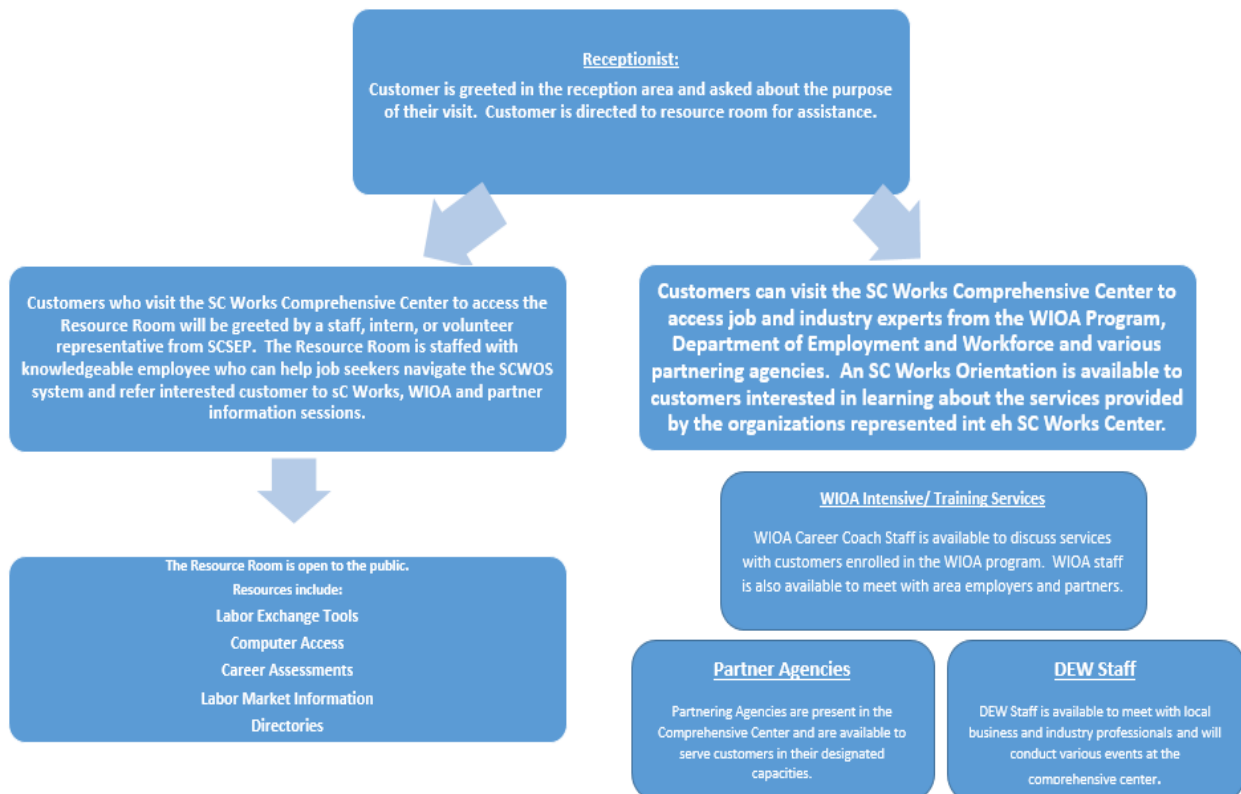 Receptionist:
Customer is greeted in the reception area and asked about the purpose
of their visit.  Customer is directed to resource room for assistance.
Customers who visit the SC Works Comprehensive Center to access the
Resource Room will be greeted by a staff, intern, or volunteer
representative from SCSEP.  The Resource Room is staffed with
knowledgeable employee who can help job seekers navigate the SCWOS
system and refer interested customer to sC Works, WIOA and partner
information sessions.
The Resource Room is open to the public.
Resources include:
Labor Exchange Tools
Computer Access
Career Assessments
Labor Market Information
Directories
Customers can visit the SC Works Comprehensive Center to
access job and industry experts from the WIOA Program,
Department of Employment and Workforce and various
partnering agencies.  An SC Works Orientation is available to
customers interested in learning about the services provided
by the organizations represented int eh SC Works Center.
WIOA Intensive/ Training Services
WIOA Career Coach Staff is available to discuss services
with customers enrolled in the WIOA program.  WIOA staff
is also available to meet with area employers and partners.
Partner Agencies
Partnering Agencies are present in the
Comprehensive Center and are available to
serve customers in their designated
capacities.
DEW Staff
DEW Staff is available to meet with local
business and industry professionals and will
conduct various events at the
comprehensive center.